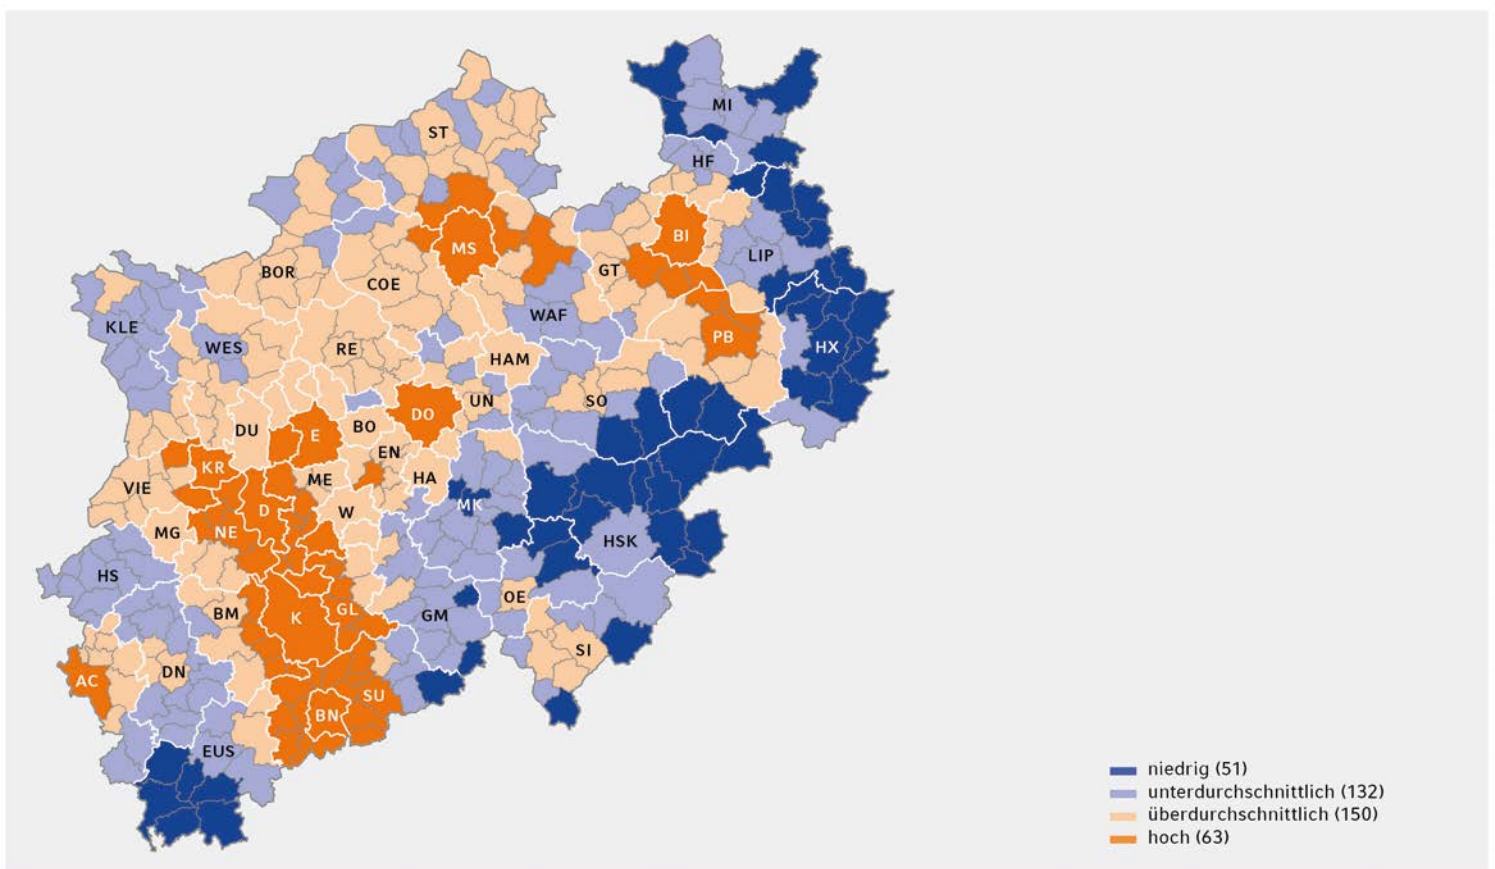 MI
ST
HF
BI
MS
LIP
GT
BOR
COE
WAF
KLE
PB
WES
RE
HX
HAM
UN
SO
DO
BO
DU
E
EN
KR
HA
ME
VIE
MK
D
W
NE
MG
HSK
HS
OE
GL
BM
GM
K
SI
DN
AC
SU
BN
EUS
niedrig (51)
unterdurchschnittlich (132)
überdurchschnittlich (150)
hoch (63)